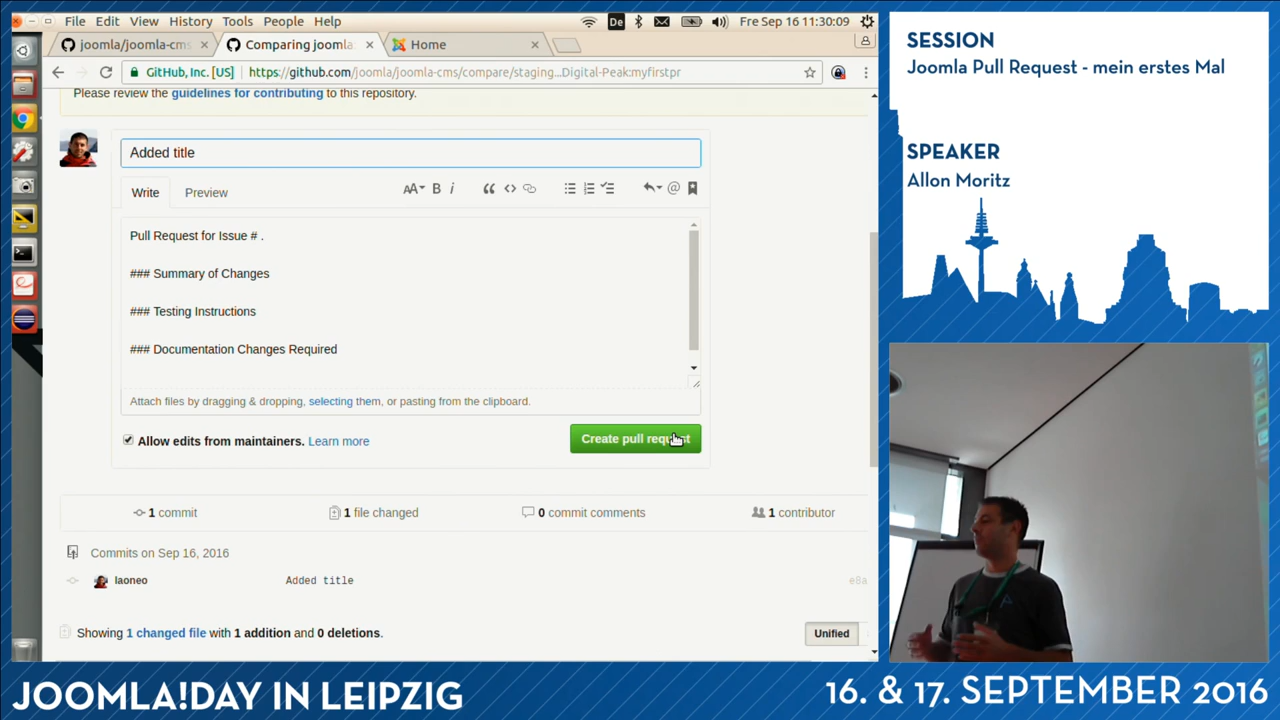 File Edit View History Tools People Help
De
Fri Sep 16 11:30:09
joomla/joomla-cms
Comparing joomla
Home
GitHub, Inc. [US]
https://github.com/joomla/joomla-cms/compare/staging...Digital-Peak:myfirstpr
Please review the guidelines for contributing to this repository.
Added title
Write
Preview
AA B i
Pull Request for Issue # .
### Summary of Changes
### Testing Instructions
### Documentation Changes Required
Attach files by dragging & dropping, selecting them, or pasting from the clipboard.
Allow edits from maintainers. Learn more
Create pull request
1 commit
1 file changed
0 commit comments
1 contributor
Commits on Sep 16, 2016
laoneo
Added title
e8a
Showing 1 changed file with 1 addition and 0 deletions.
Unified
SESSION
Joomla Pull Request - mein erstes Mal
SPEAKER
Allon Moritz
JOOMLA!DAY IN LEIPZIG
16. & 17. SEPTEMBER 2016